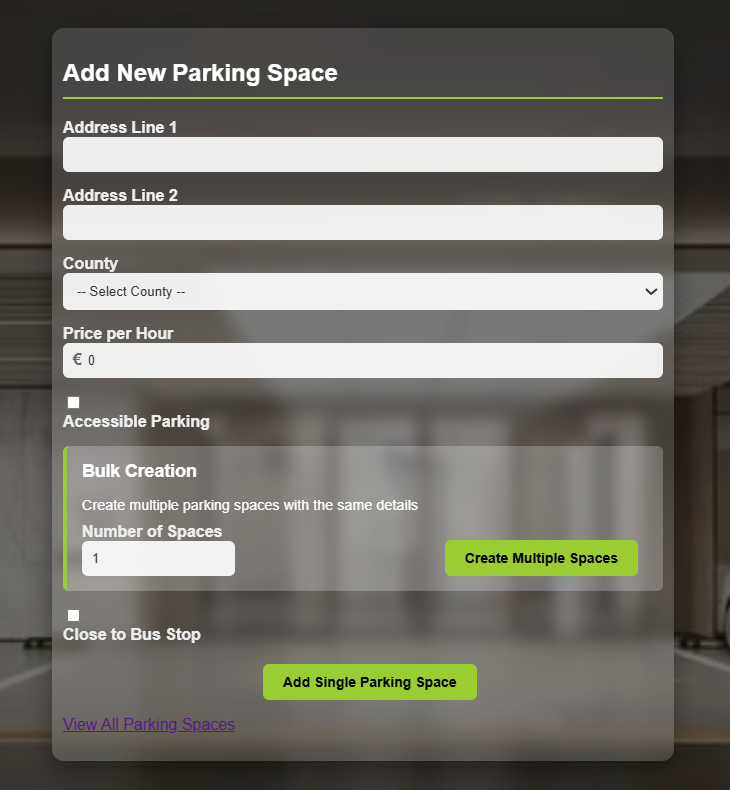 Add New Parking Space
Address Line 1
Address Line 2
County
-- Select County --
Price per Hour
€ 0
Accessible Parking
Bulk Creation
Create multiple parking spaces with the same details
Number of Spaces
1
Create Multiple Spaces
Close to Bus Stop
Add Single Parking Space
View All Parking Spaces